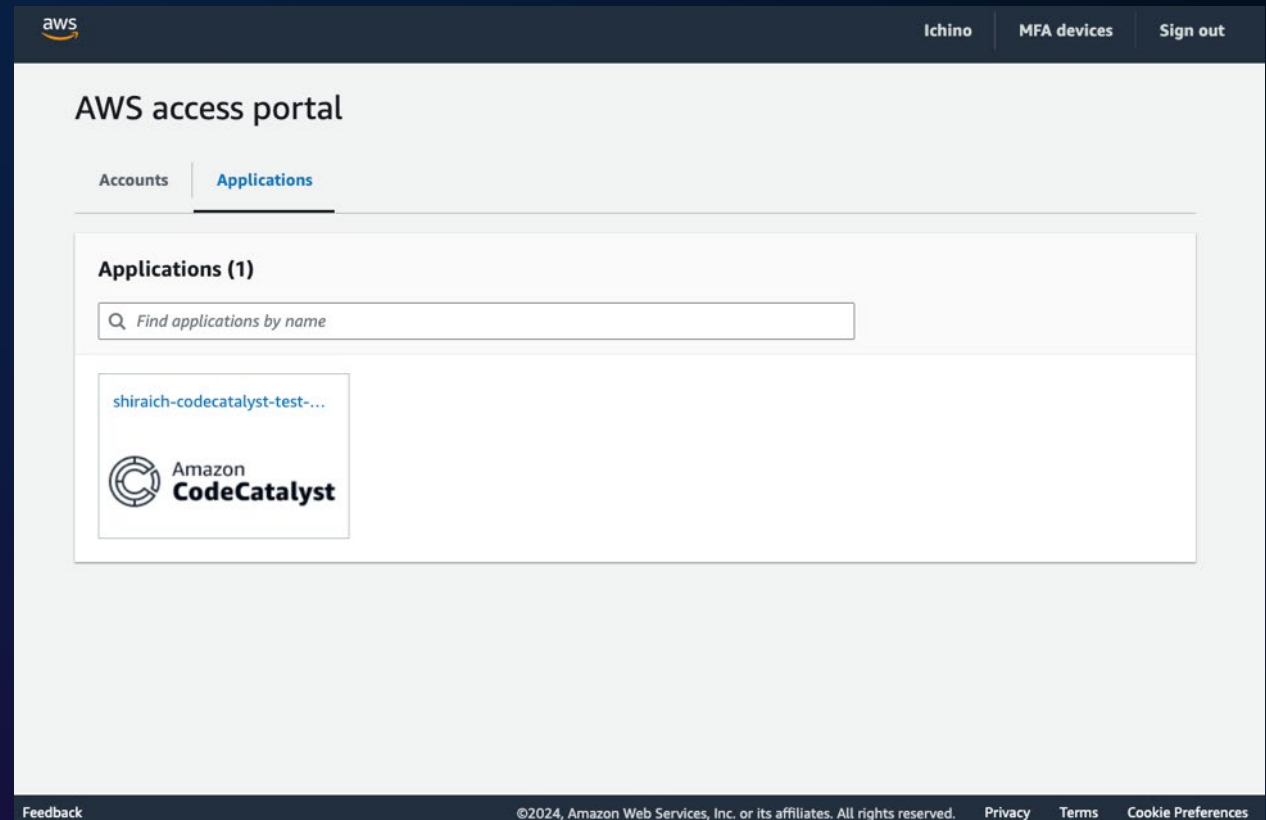 aws
Ichino MFA devices Sign out
AWS access portal
Accounts Applications
Applications (1)
Find applications by name
shiraich-codecatalyst-test-...
Amazon
CodeCatalyst
Feedback ©2024, Amazon Web Services, Inc. or its affiliates. All rights reserved. Privacy Terms Cookie Preferences